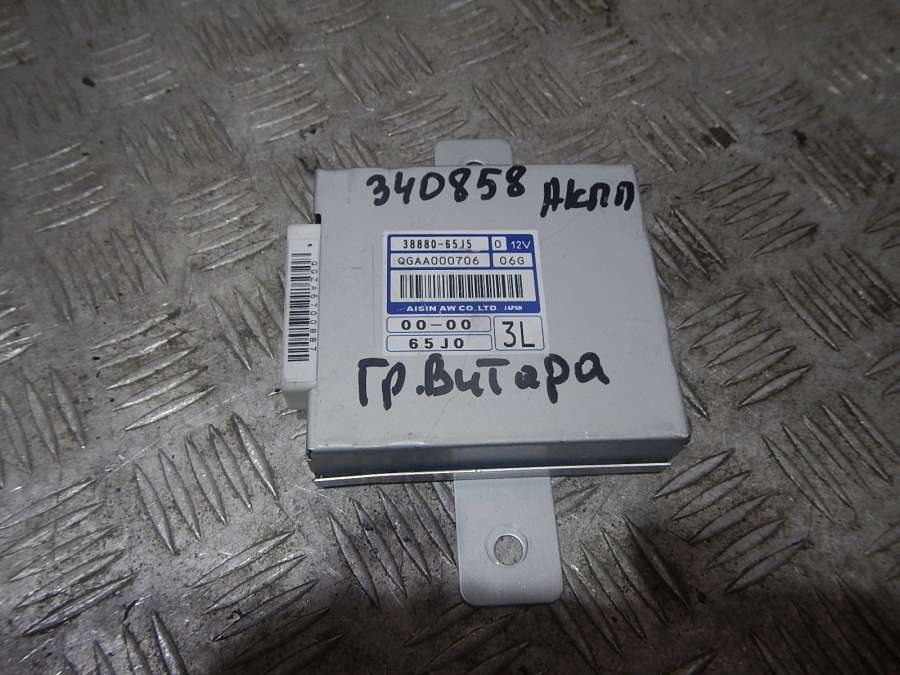 340858 АКПП
38880-65J5 0 12V
QGAA000706 06G
AISIN AW CO.,LTD. JAPAN
00-00
65J0 3L
Гр.Витара